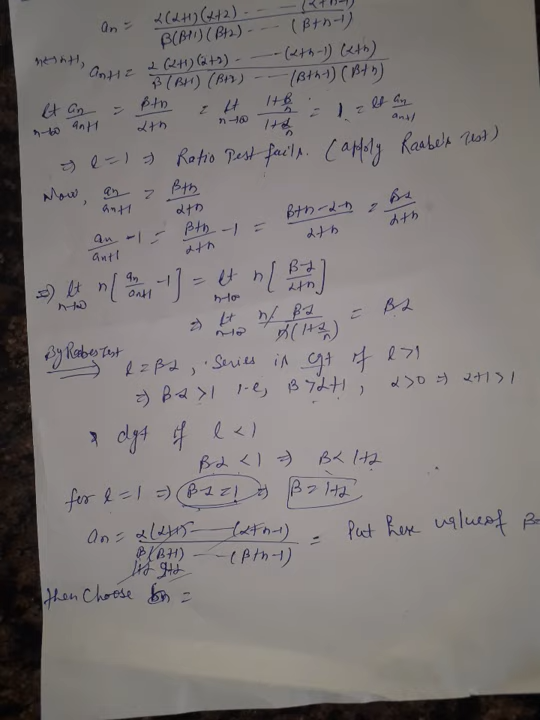 an = α(α+1)(α+2) ------- (α+n-1) / β(β+1)(β+2) ----- (β+n-1)
n↔n+1, an+1 = α(α+1)(α+2) ----- (α+n-1)(α+n) / β(β+1)(β+2) ----- (β+n-1)(β+n)
lt n→∞ an/an+1 = β+n/α+n = lt n→∞ 1+β/n / 1+α/n = 1 = lt an/an+1
⇒ l=1 ⇒ Ratio Test fails. (apply Raabe's Test)
Now, an/an+1 = β+n/α+n
an/an+1 -1 = β+n/α+n -1 = β+n-α-n/α+n = β-α/α+n
⇒ lt n→∞ n[an/an+1 -1] = lt n→∞ n[β-α/α+n]
⇒ lt n→∞ n β-α / n(1+α/n) = β-α
By Rabes Test
⇒ l=β-α, Series is cgt if l>1
⇒ β-α>1 i-e, β>α+1, α>0 ⇒ α+1>1
& dgt if l<1
β-α<1 ⇒ β<1+α
for l=1 ⇒ β-α=1 ⇒ β=1+α
an = α(α+1) ----- (α+n-1) / β(β+1) ----- (β+n-1) = Put here value of β=
1+α 2+α
then Choose bn =